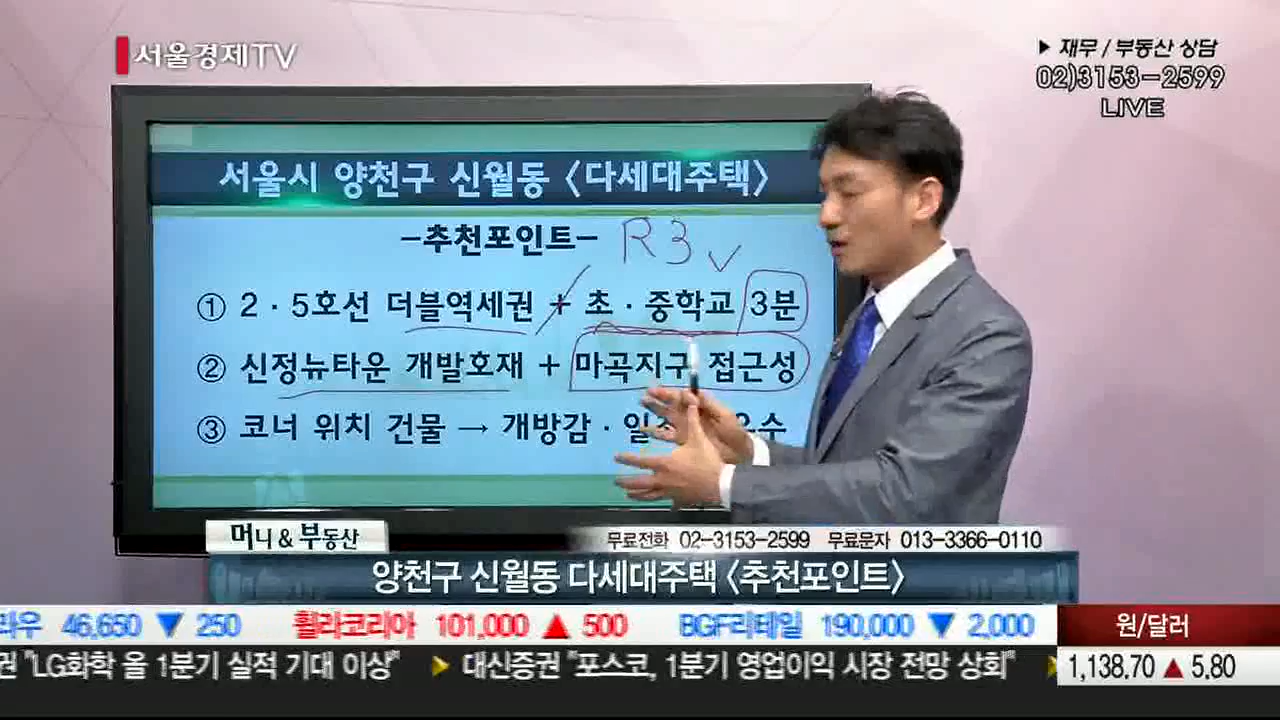 서울경제TV
▶ 재무 / 부동산 상담
02)3153-2599
LIVE
서울시 양천구 신월동 〈다세대주택〉
-추천포인트- R3
① 2 · 5호선 더블역세권 + 초 · 중학교 3분
② 신정뉴타운 개발호재 + 마곡지구 접근성
③ 코너 위치 건물 → 개방감 · 우수
머니 & 부동산
무료전화 02-3153-2599 무료문자 013-3366-0110
양천구 신월동 다세대주택 〈추천포인트〉
46,650 ▼ 250 휠라코리아 101,000 ▲ 500 BGF리테일 190,000 ▼ 2,000 원/달러
"LG화학 올 1분기 실적 기대 이상" ▶ 대신증권 "포스코, 1분기 영업이익 시장 전망 상회" 1,138.70 ▲ 5.80